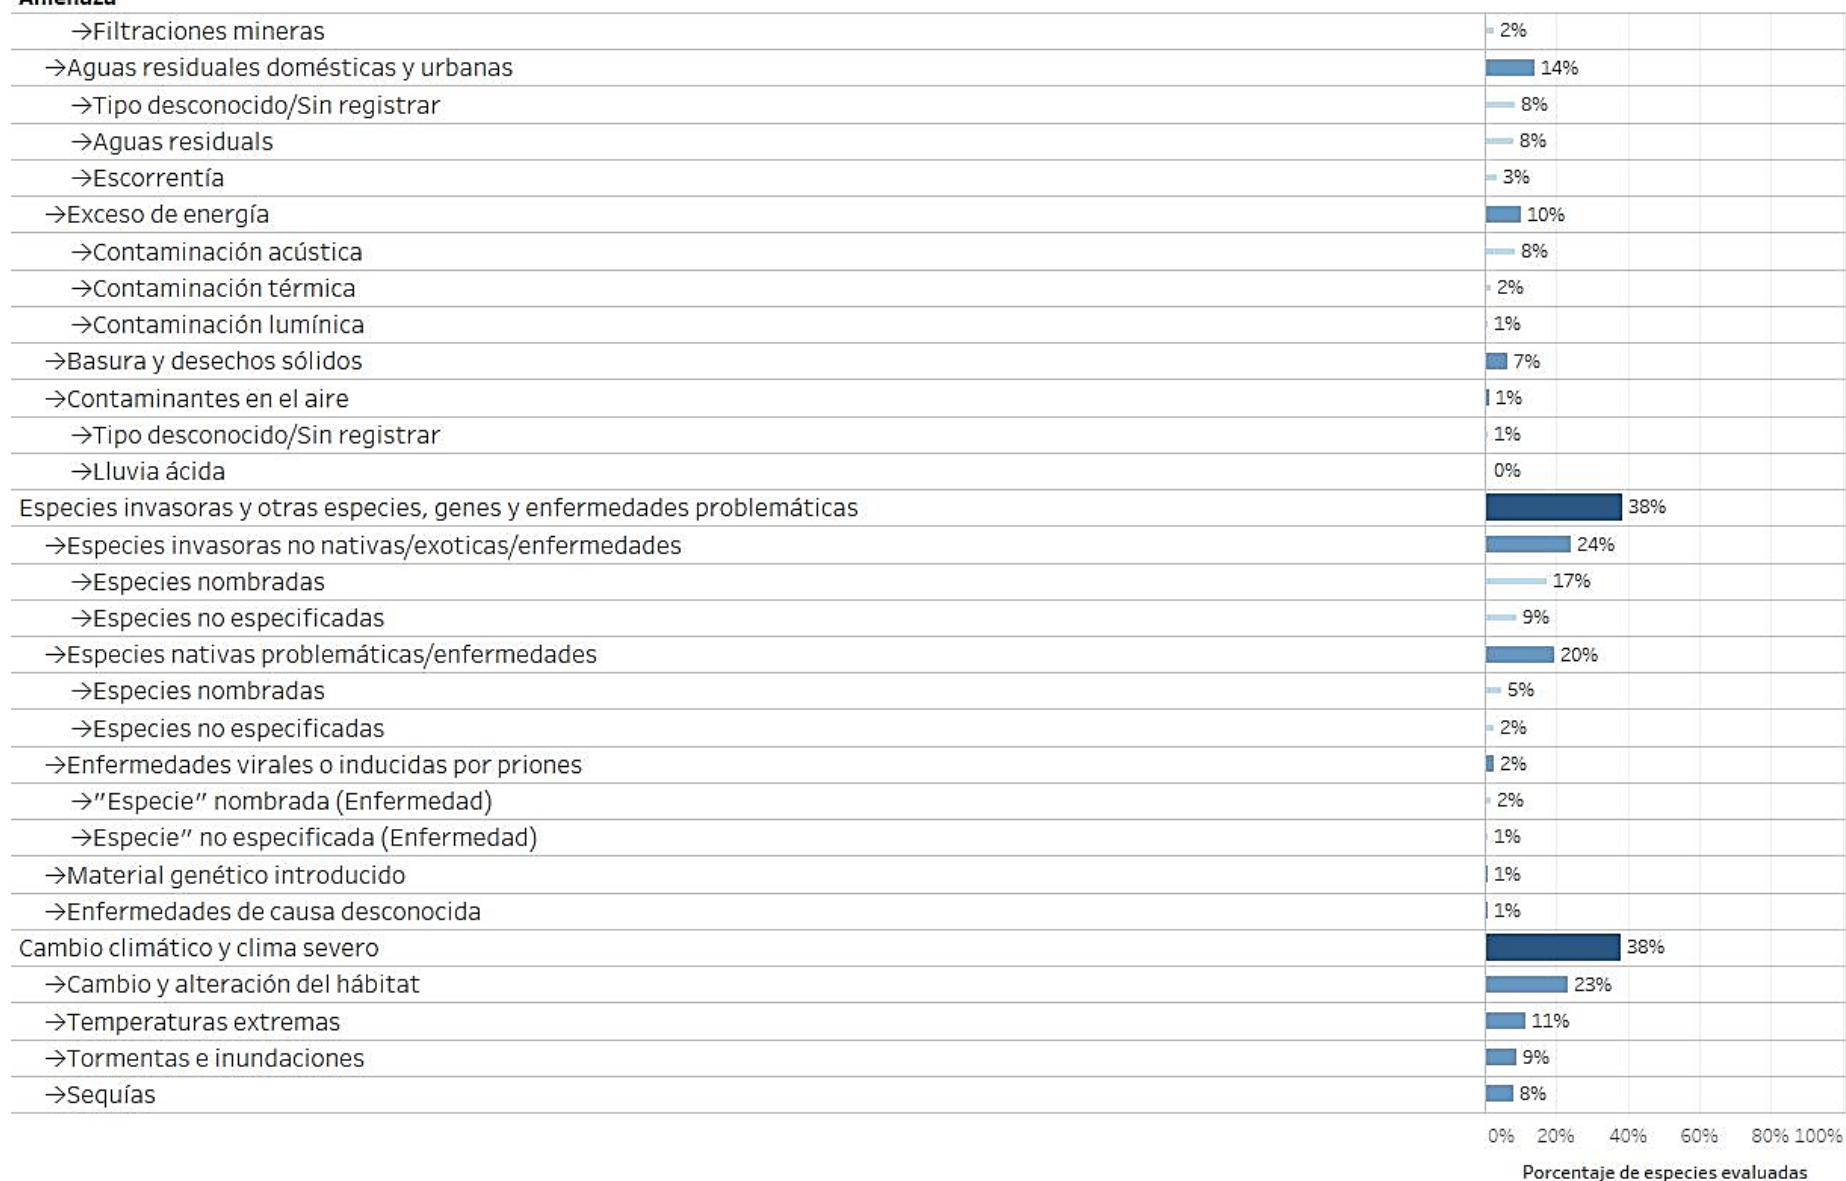 Amenaza
→Filtraciones mineras 2%
→Aguas residuales domésticas y urbanas 14%
→Tipo desconocido/Sin registrar 8%
→Aguas residuals 8%
→Escorrentía 3%
→Exceso de energía 10%
→Contaminación acústica 8%
→Contaminación térmica 2%
→Contaminación lumínica 1%
→Basura y desechos sólidos 7%
→Contaminantes en el aire 1%
→Tipo desconocido/Sin registrar 1%
→Lluvia ácida 0%
Especies invasoras y otras especies, genes y enfermedades problemáticas 38%
→Especies invasoras no nativas/exoticas/enfermedades 24%
→Especies nombradas 17%
→Especies no especificadas 9%
→Especies nativas problemáticas/enfermedades 20%
→Especies nombradas 5%
→Especies no especificadas 2%
→Enfermedades virales o inducidas por priones 2%
→"Especie" nombrada (Enfermedad) 2%
→Especie" no especificada (Enfermedad) 1%
→Material genético introducido 1%
→Enfermedades de causa desconocida 1%
Cambio climático y clima severo 38%
→Cambio y alteración del hábitat 23%
→Temperaturas extremas 11%
→Tormentas e inundaciones 9%
→Sequías 8%
0% 20% 40% 60% 80% 100%
Porcentaje de especies evaluadas